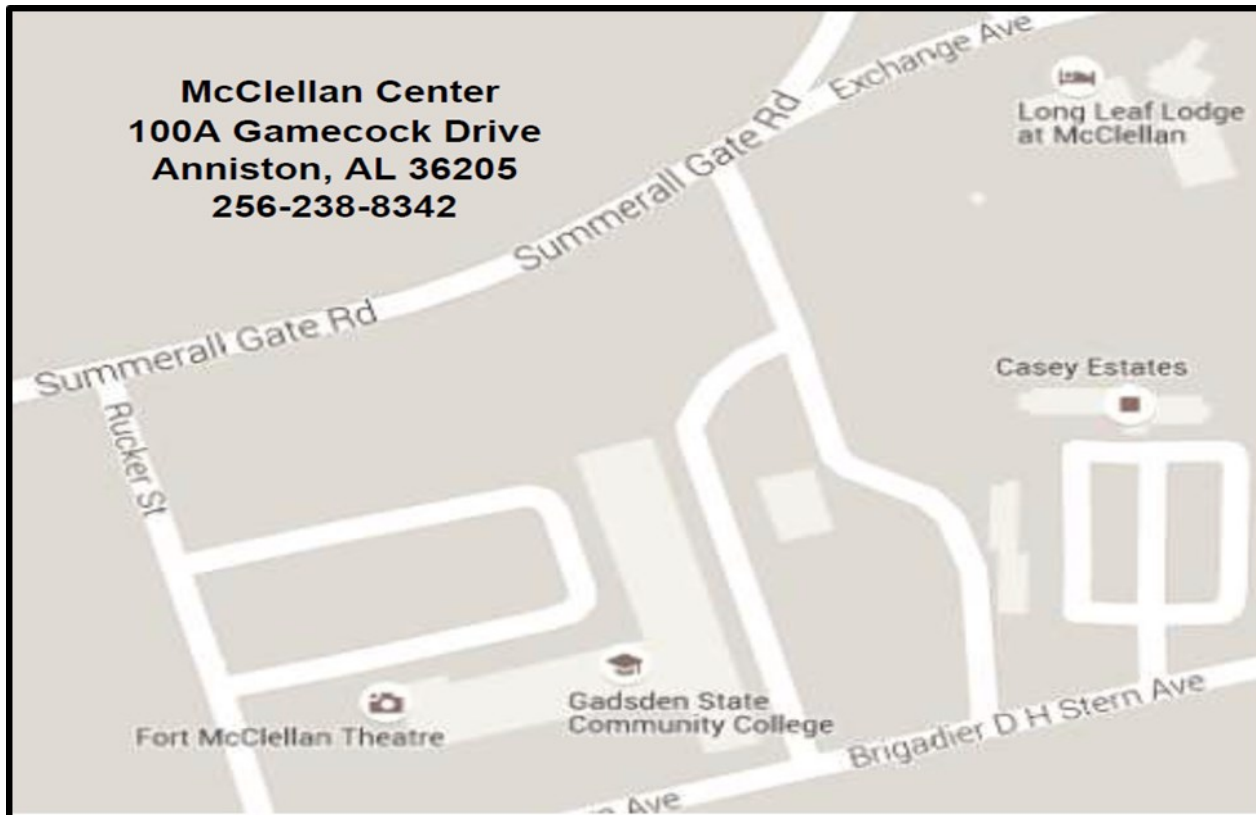 McClellan Center
100A Gamecock Drive
Anniston, AL 36205
256-238-8342
Exchange Ave
Long Leaf Lodge
at McClellan
Summerall Gate Rd
Summerall Gate Rd
Casey Estates
Rucker St
Gadsden State
Community College
Fort McClellan Theatre
Brigadier D H Stern Ave
Ave